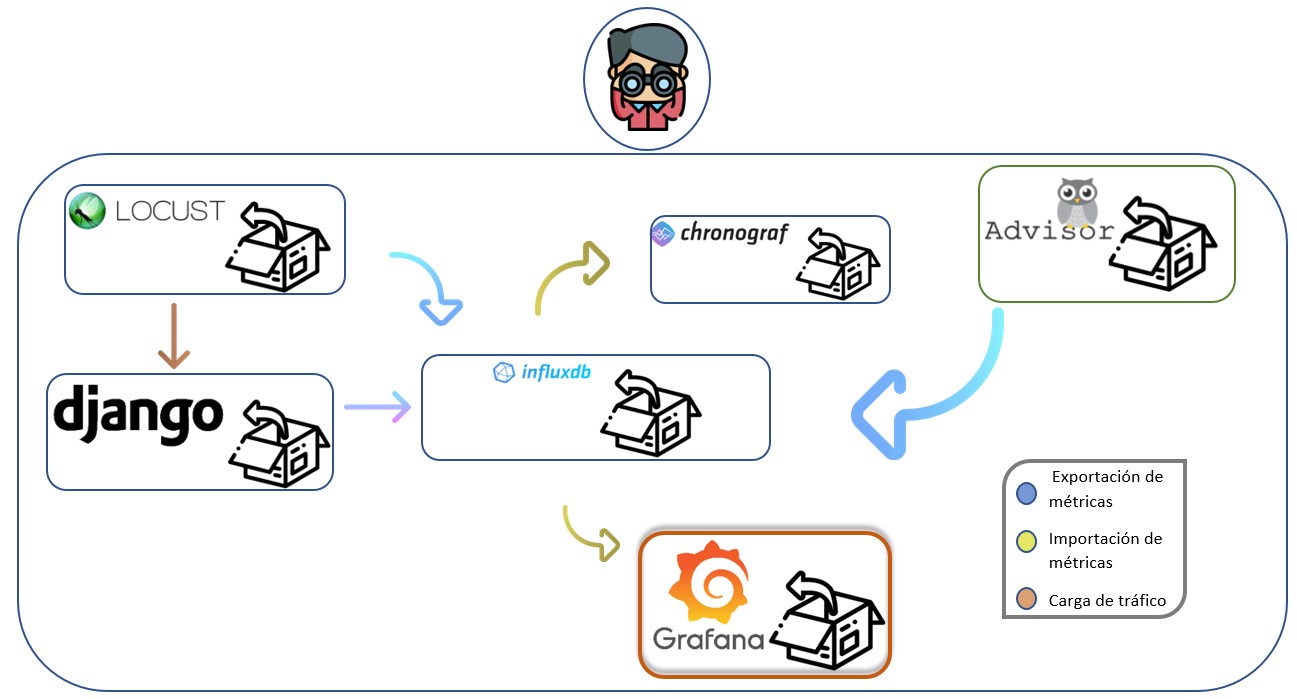 LOCUST
chronograf
Advisor
django
influxdb
Grafana
Exportación de
métricas
Importación de
métricas
Carga de tráfico